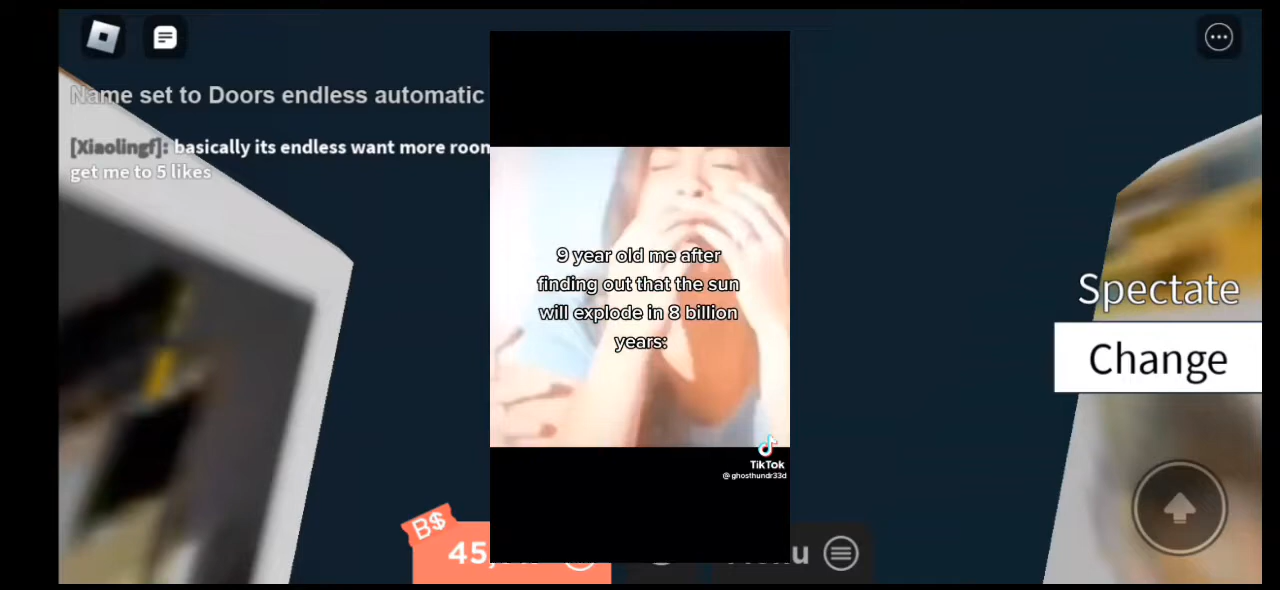 Name set to Doors endless automatic
[Xiaolingf]: basically its endless want more
get me to 5 likes
9 year old me after
finding out that the sun
will explode in 8 billion
years:
Spectate
Change
TikTok
@ghosthundr33d
B$
45,